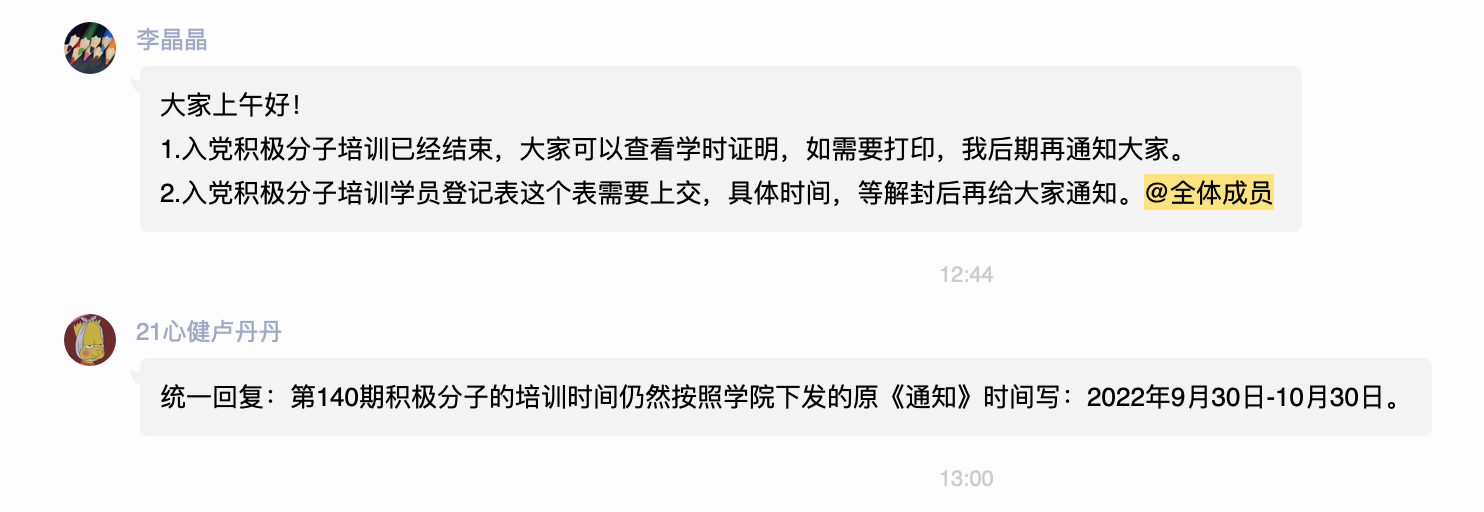 李晶晶
大家上午好！
1.入党积极分子培训已经结束，大家可以查看学时证明，如需要打印，我后期再通知大家。
2.入党积极分子培训学员登记表这个表需要上交，具体时间，等解封后再给大家通知。@全体成员
12:44
21心健卢丹丹
统一回复：第140期积极分子的培训时间仍然按照学院下发的原《通知》时间写：2022年9月30日-10月30日。
13:00